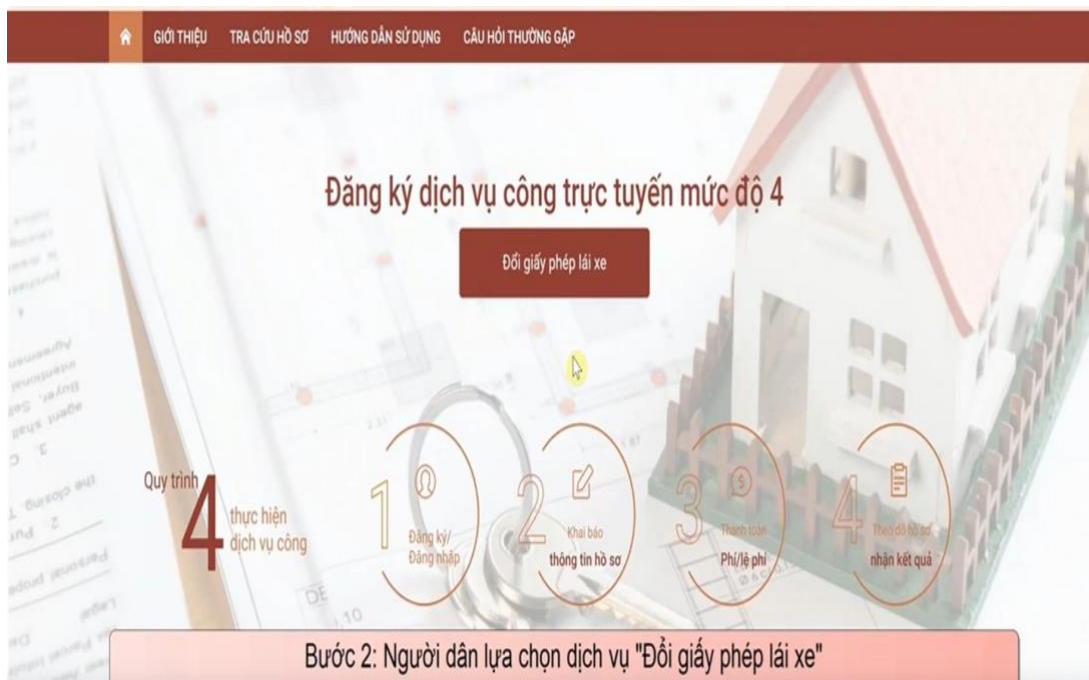 GIỚI THIỆU TRA CỨU HỒ SƠ HƯỚNG DẪN SỬ DỤNG CÂU HỎI THƯỜNG GẶP
Đăng ký dịch vụ công trực tuyến mức độ 4
Đổi giấy phép lái xe
Quy trình
4
thực hiện
dịch vụ công
1
Đăng ký/
Đăng nhập
2
Khai báo
thông tin hồ sơ
3
Thanh toán
Phí/lệ phí
4
Theo dõ hồ sơ
nhận kết quả
Bước 2: Người dân lựa chọn dịch vụ "Đổi giấy phép lái xe"